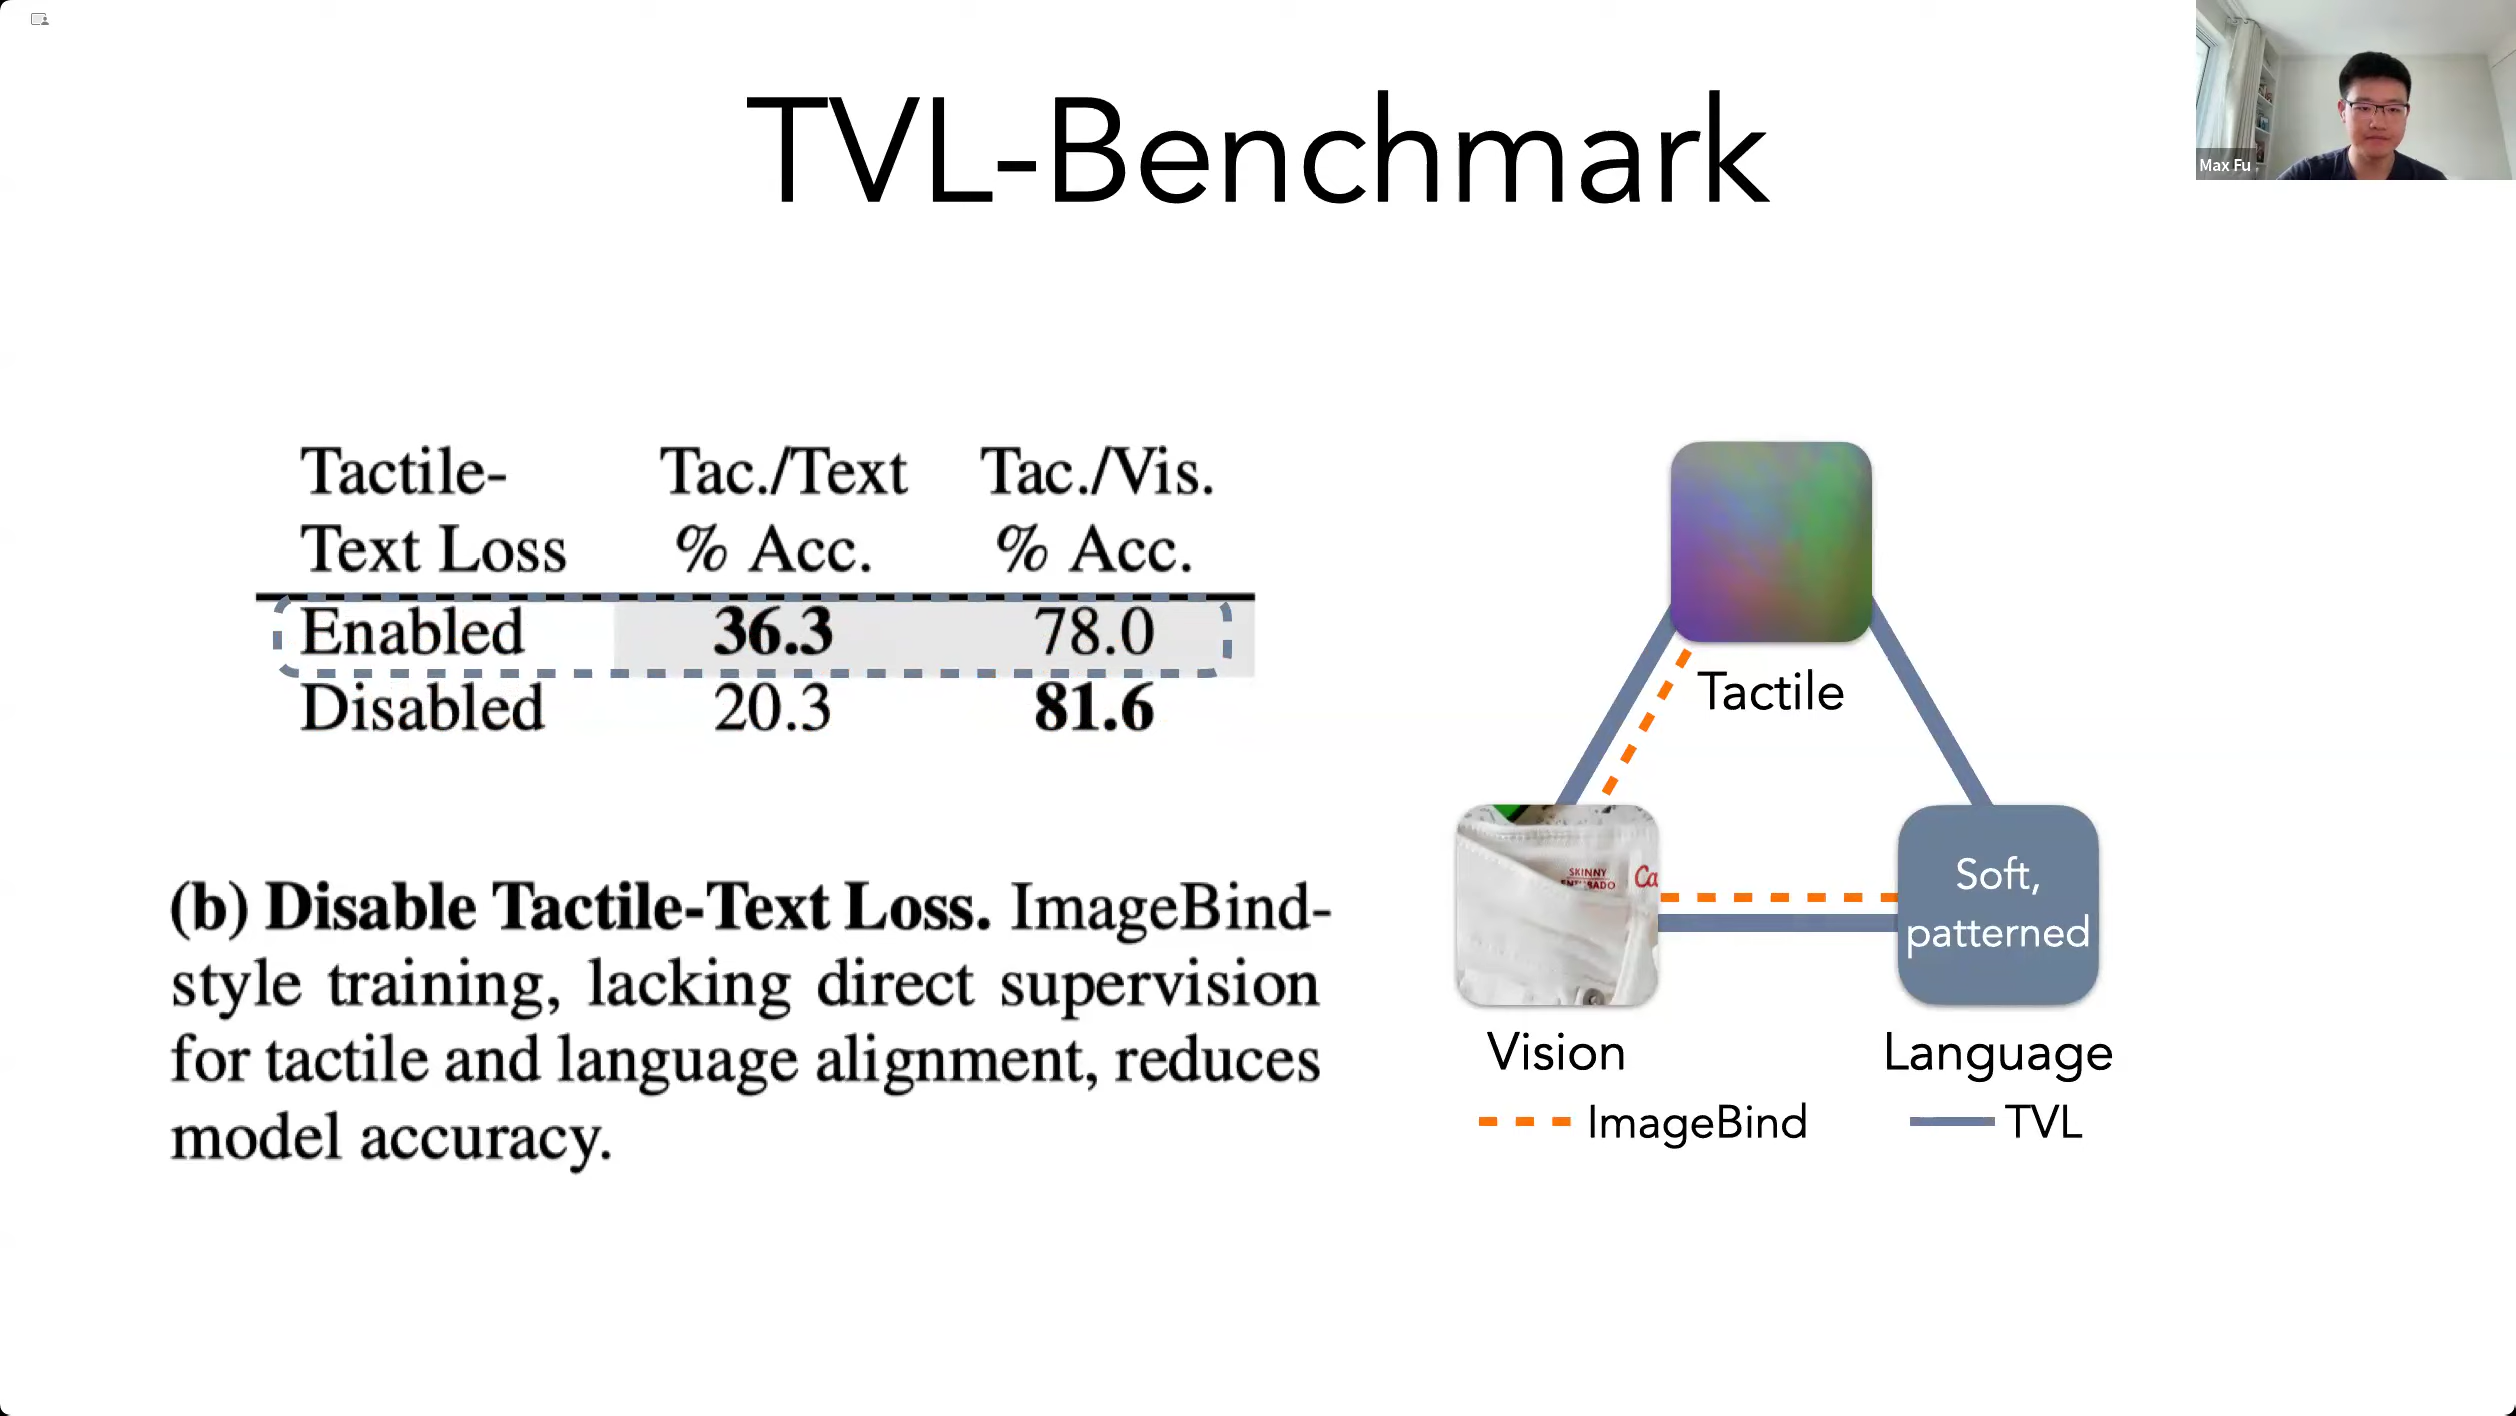 TVL-Benchmark
Max Fu
Tactile- Tac./Text Tac./Vis.
Text Loss % Acc. % Acc.
Enabled 36.3 78.0
Disabled 20.3 81.6
(b) Disable Tactile-Text Loss. ImageBind-
style training, lacking direct supervision
for tactile and language alignment, reduces
model accuracy.
Tactile
SKINNY
Ca
Soft,
patterned
Vision Language
ImageBind TVL